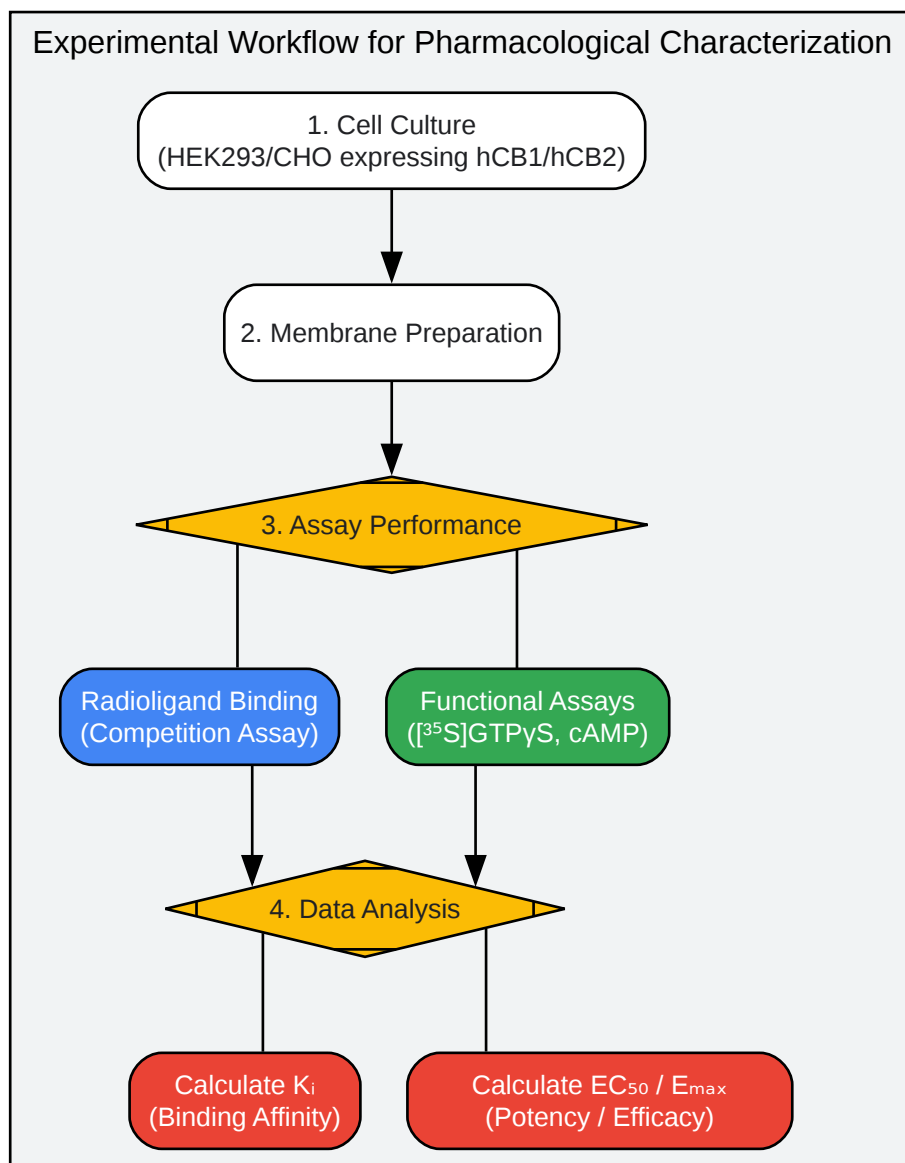 Experimental Workflow for Pharmacological Characterization
1. Cell Culture
(HEK293/CHO expressing hCB1/hCB2)
2. Membrane Preparation
3. Assay Performance
Radioligand Binding
(Competition Assay)
Functional Assays
([³⁵S]GTPγS, cAMP)
4. Data Analysis
Calculate Kᵢ
(Binding Affinity)
Calculate EC₅₀ / Eₘₐₓ
(Potency / Efficacy)